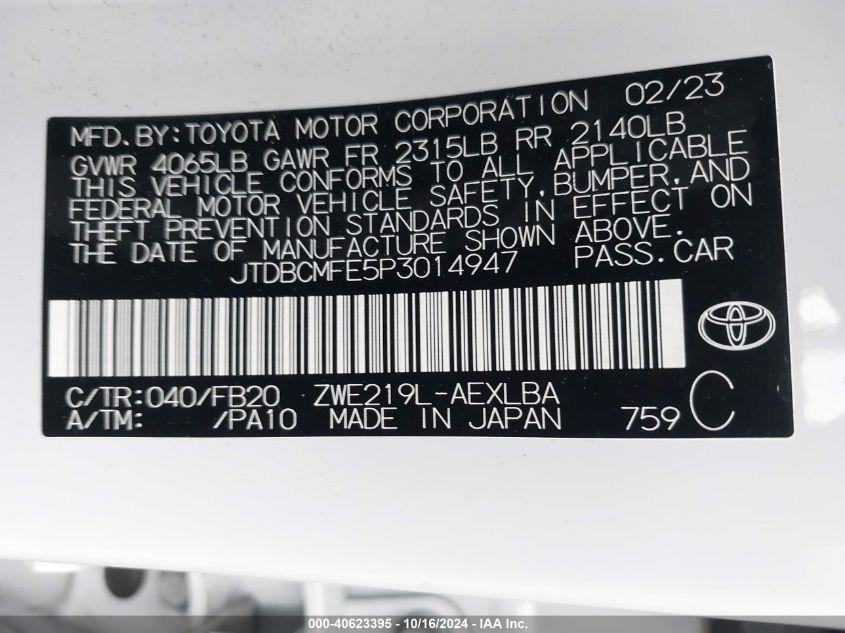 MFD. BY: TOYOTA MOTOR CORPORATION 02/23
GVWR 4065LB GAWR FR 2315LB RR 2140LB
THIS VEHICLE CONFORMS TO ALL APPLICABLE
FEDERAL MOTOR VEHICLE SAFETY, BUMPER, AND
THEFT PREVENTION STANDARDS IN EFFECT ON
THE DATE OF MANUFACTURE SHOWN ABOVE.
JTDBCMFE5P3014947 PASS. CAR
C/TR: 040/FB20 ZWE219L-AEXLBA
A/TM: /PA10 MADE IN JAPAN 759 C
000-40623395 - 10/16/2024 - IAA Inc.